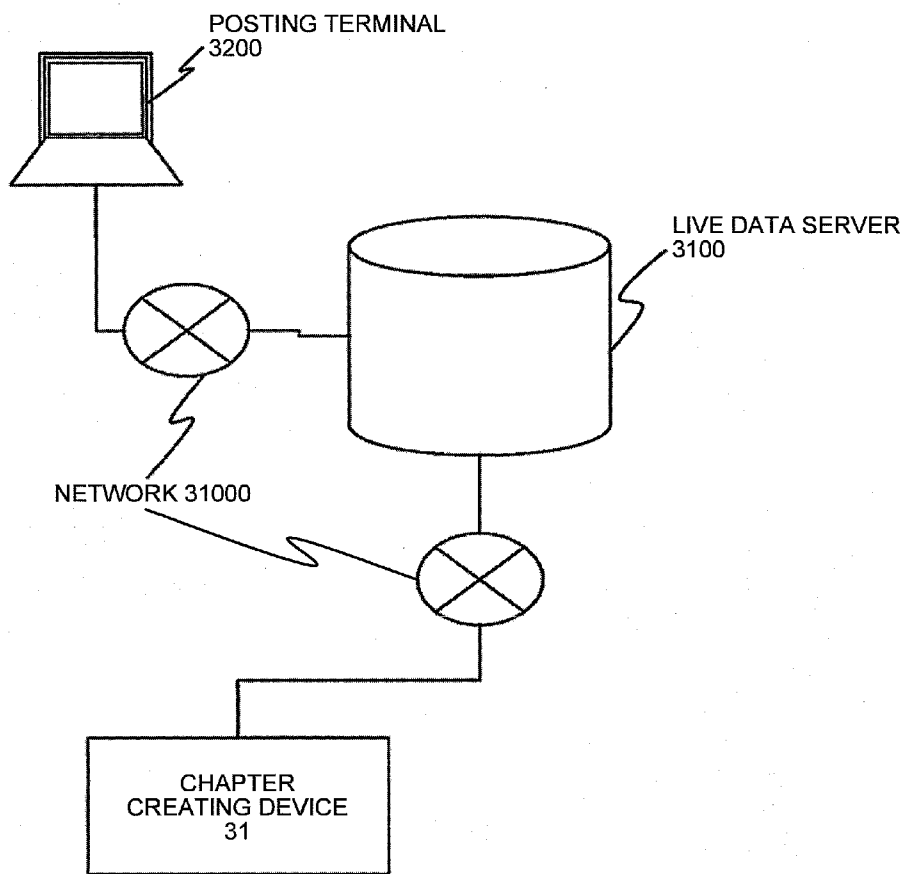 POSTING TERMINAL
3200
LIVE DATA SERVER
3100
NETWORK 31000
CHAPTER
CREATING DEVICE
31